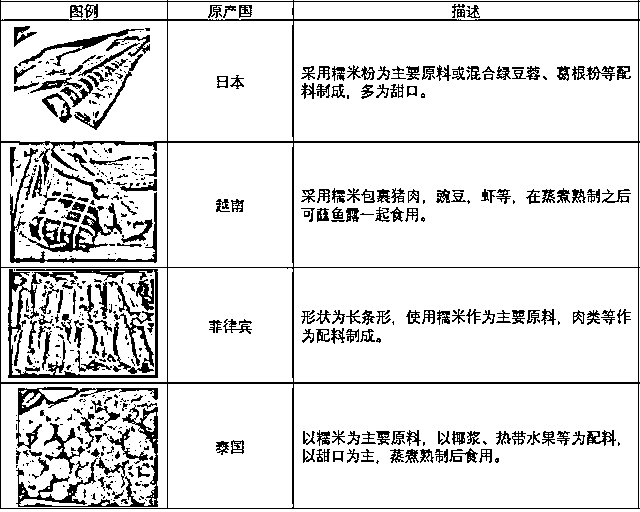 图例 原产国 描述
日本
采用糯米粉为主要原料或混合绿豆蓉、葛根粉等配
料制成，多为甜口。
越南
采用糯米包裹猪肉，豌豆，虾等，在蒸煮熟制之后
可蘸鱼露一起食用。
菲律宾
形状为长条形，使用糯米作为主要原料，肉类等作
为配料制成。
泰国
以糯米为主要原料，以椰浆、热带水果等为配料，
以甜口为主，蒸煮熟制后食用。